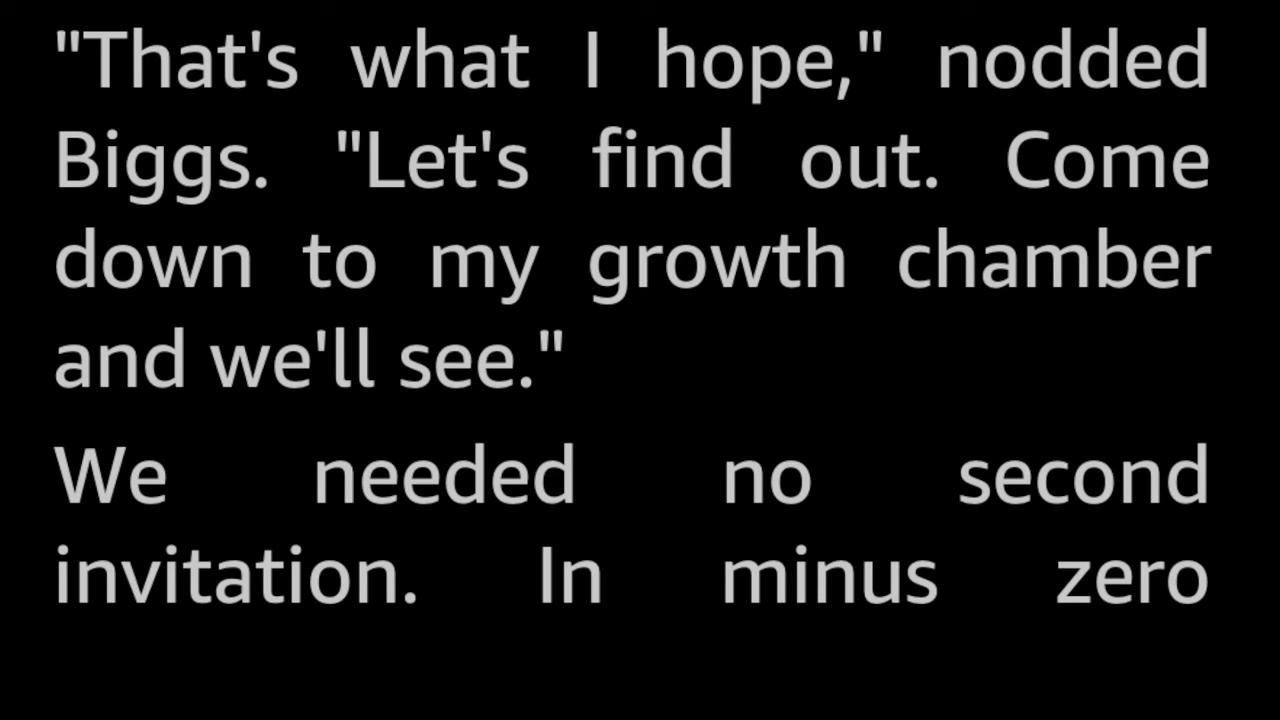 "That's what I hope," nodded
Biggs. "Let's find out. Come
down to my growth chamber
and we'll see."
We needed no second
invitation. In minus zero